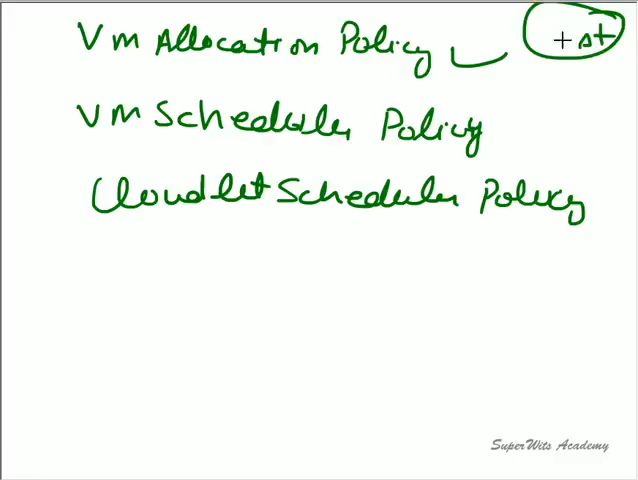 Vm Allocation Policy
Vm Scheduler Policy
Cloudlet Scheduler Policy
SuperWits Academy